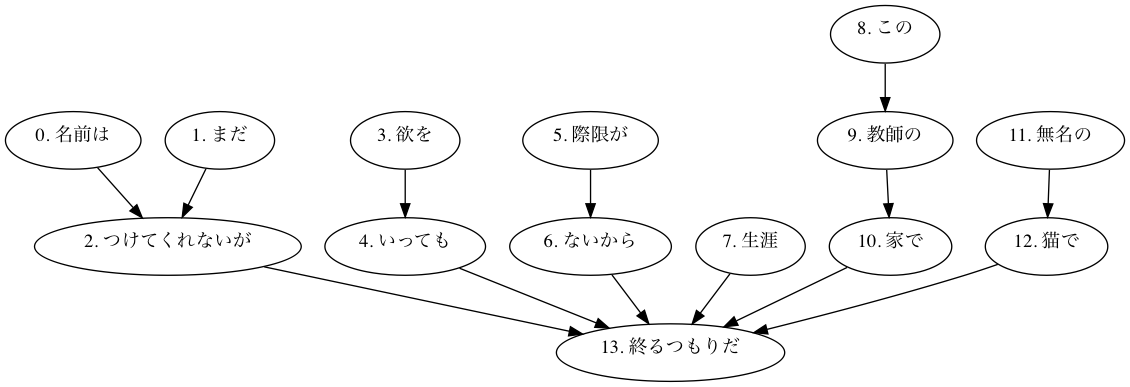 8. この
0. 名前は
1. まだ
3. 欲を
5. 際限が
9. 教師の
11. 無名の
2. つけてくれないが
4. いっても
6. ないから
7. 生涯
10. 家で
12. 猫で
13. 終るつもりだ